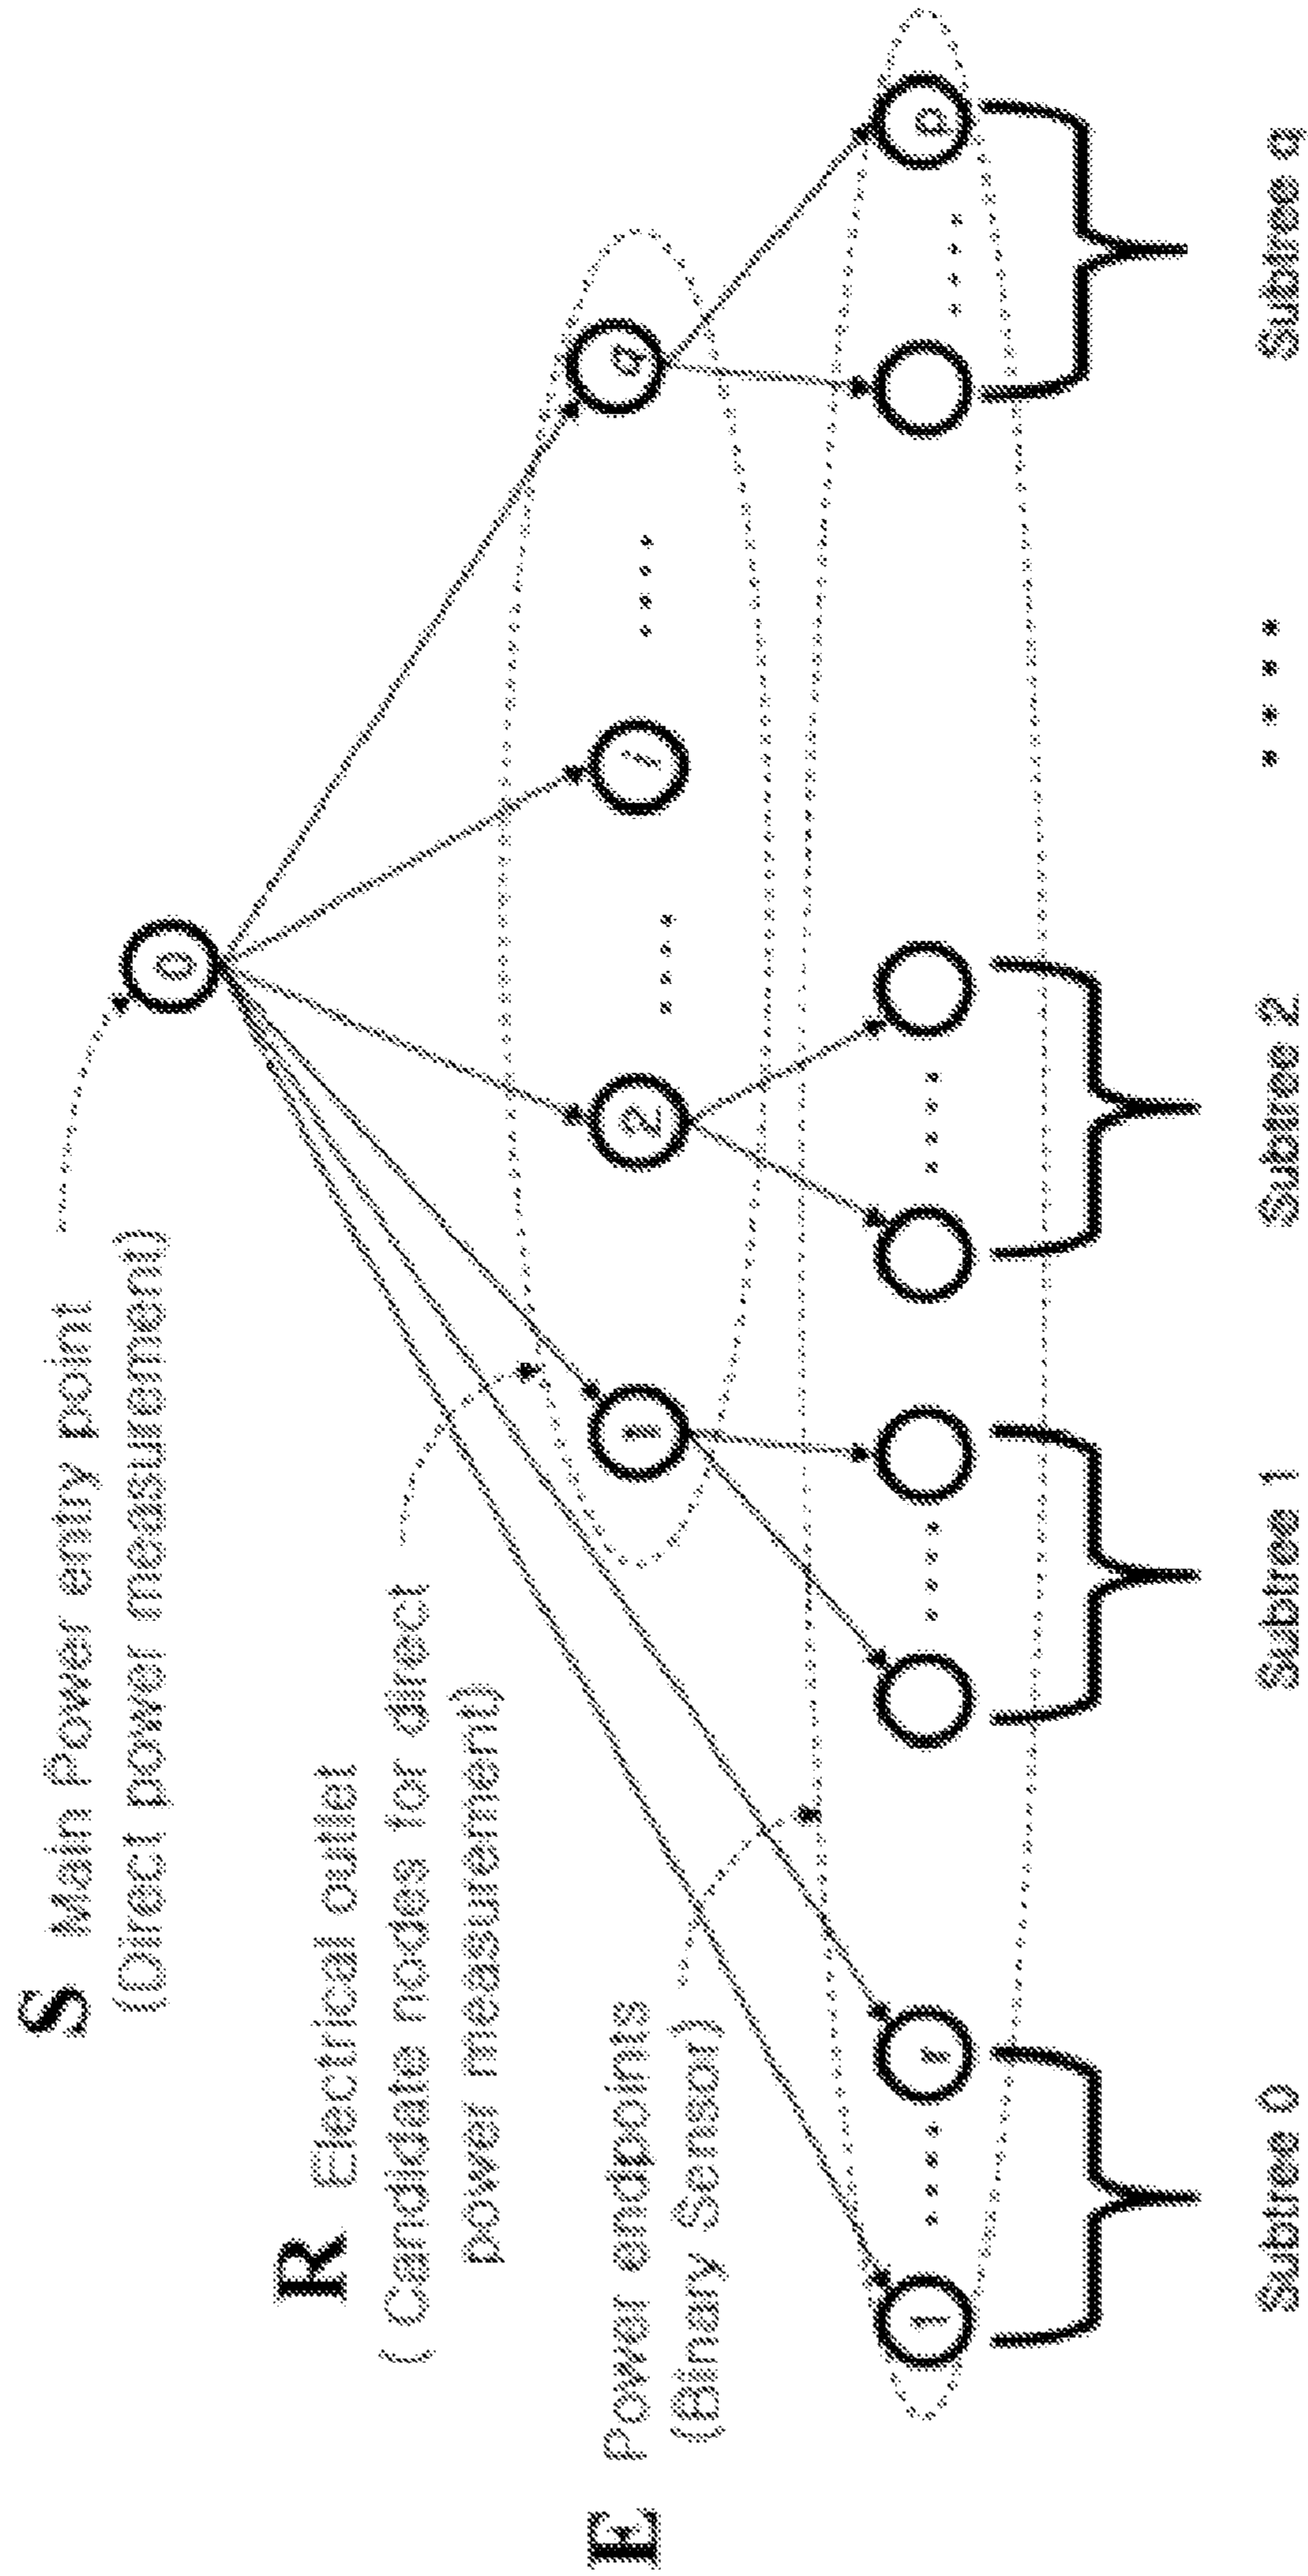 S Main Power entry point
(Direct power measurement)
R Electrical outlet
( Candidate nodes for direct
power measurement)
E Power endpoints
(Binary Sensor)
0
1 2 .... i .... q
1 .... r .... .... .... p
Subtree 0 Subtree 1 Subtree 2 .... Subtree q